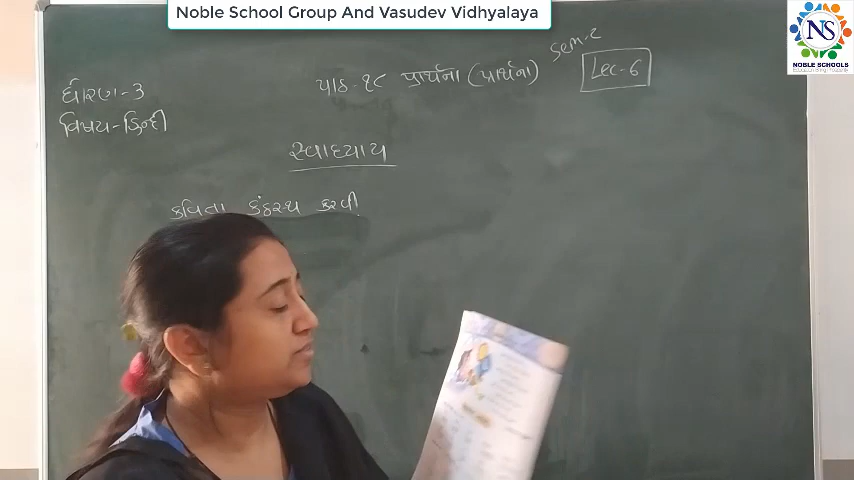 Noble School Group And Vasudev Vidhyalaya
NS
NOBLE SCHOOLS
ધોરણ-3
પાઠ-૧૮ પ્રાર્થના (પ્રાર્થના)
Sem-2
Lec-6
વિષય-હિન્દી
સ્વાધ્યાય
કવિતા કંઠસ્થ કરવી.